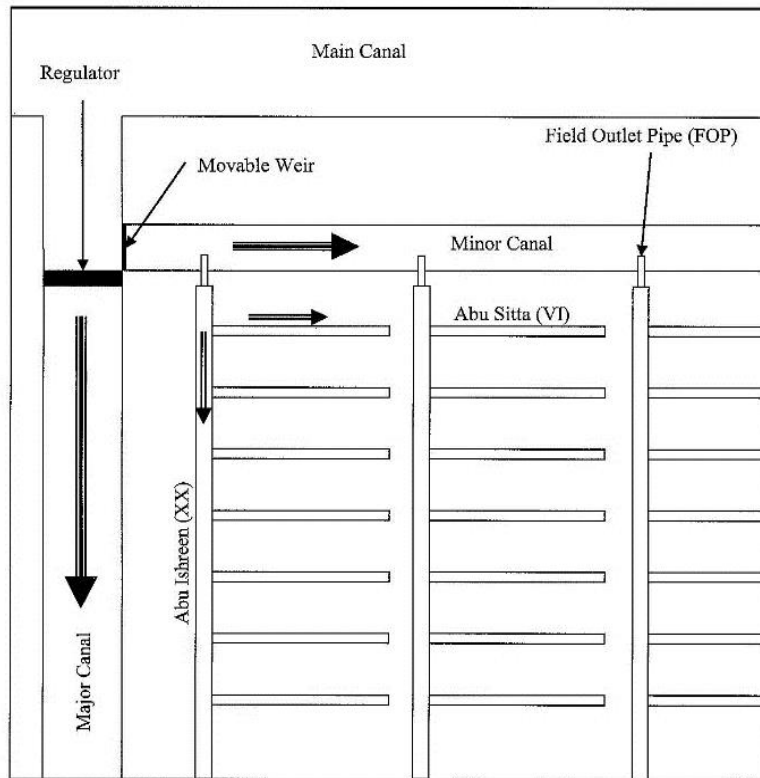 Main Canal
Regulator
Field Outlet Pipe (FOP)
Movable Weir
Minor Canal
Abu Sitta (VI)
Abu Ishreen (XX)
Major Canal